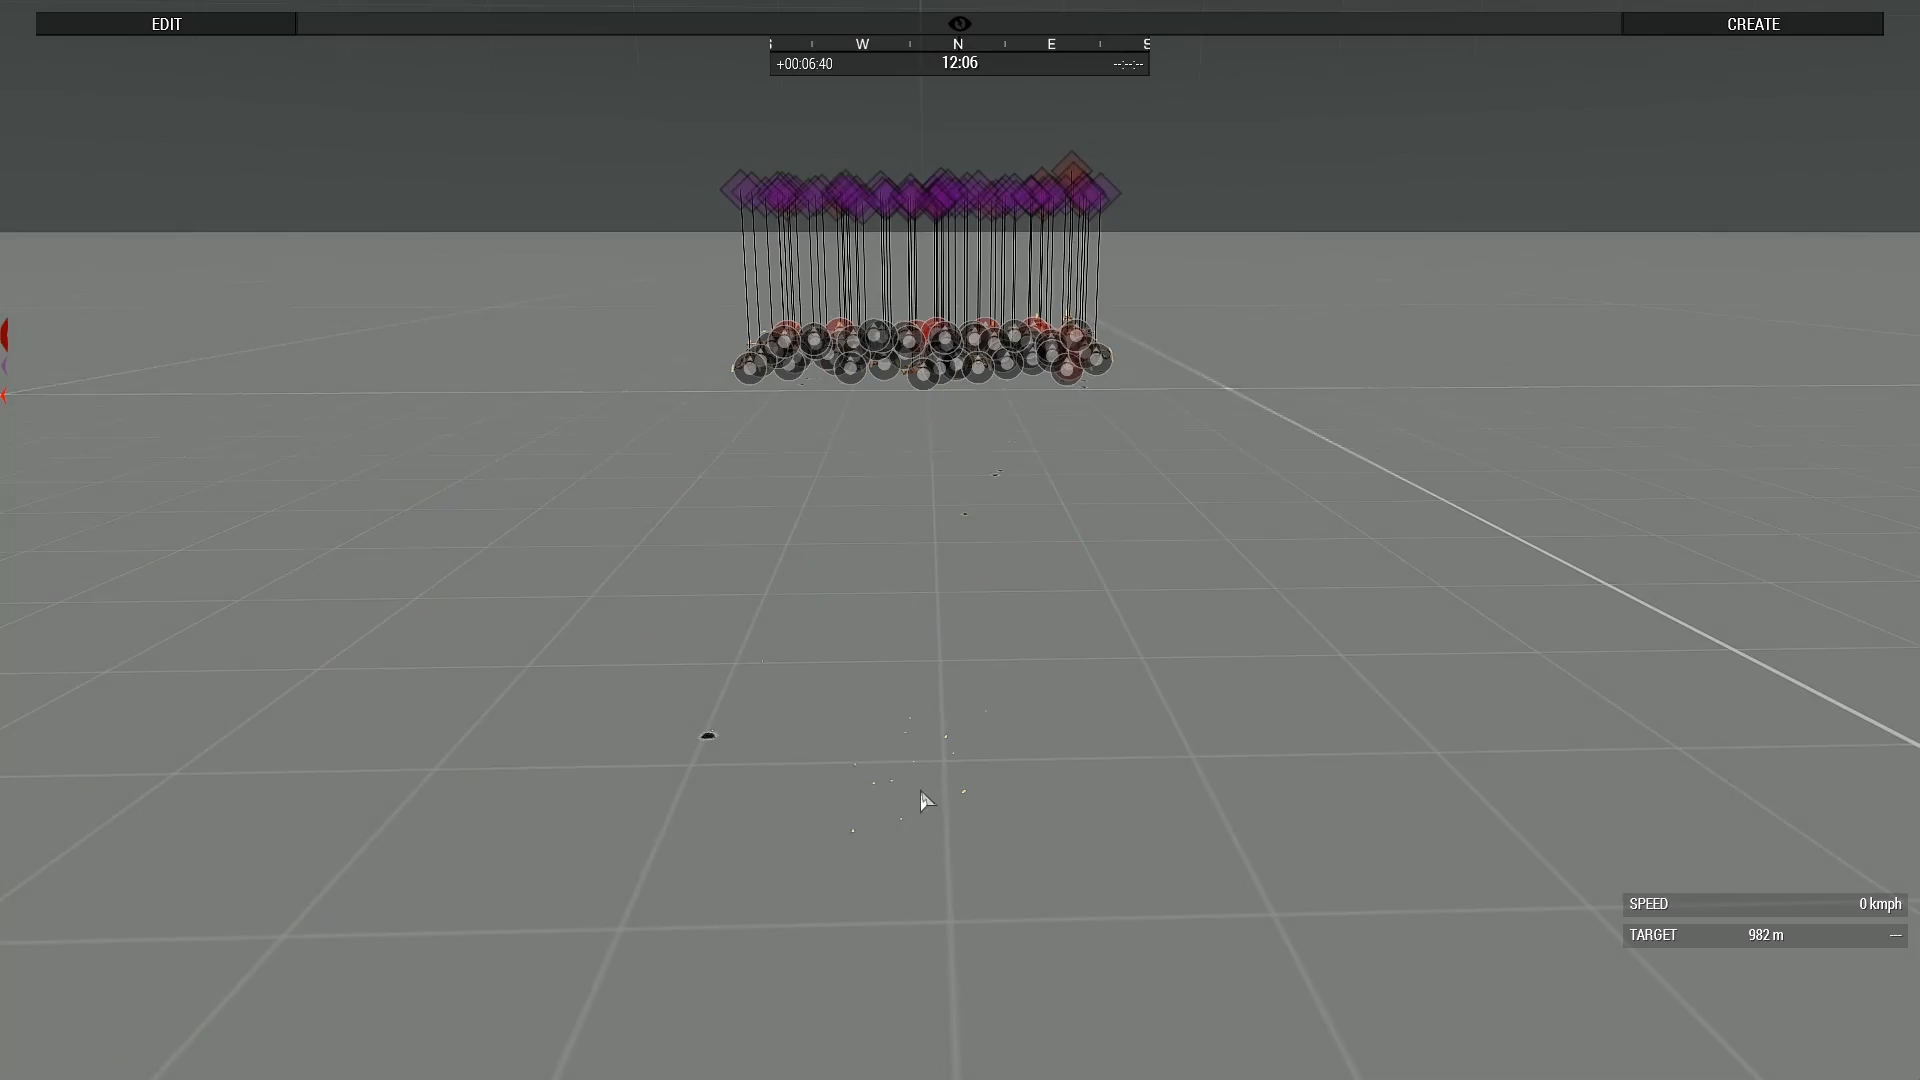 EDIT
CREATE
W N E S
+00:06:40 12:06 --:--:--
SPEED 0 kmph
TARGET 982 m ---